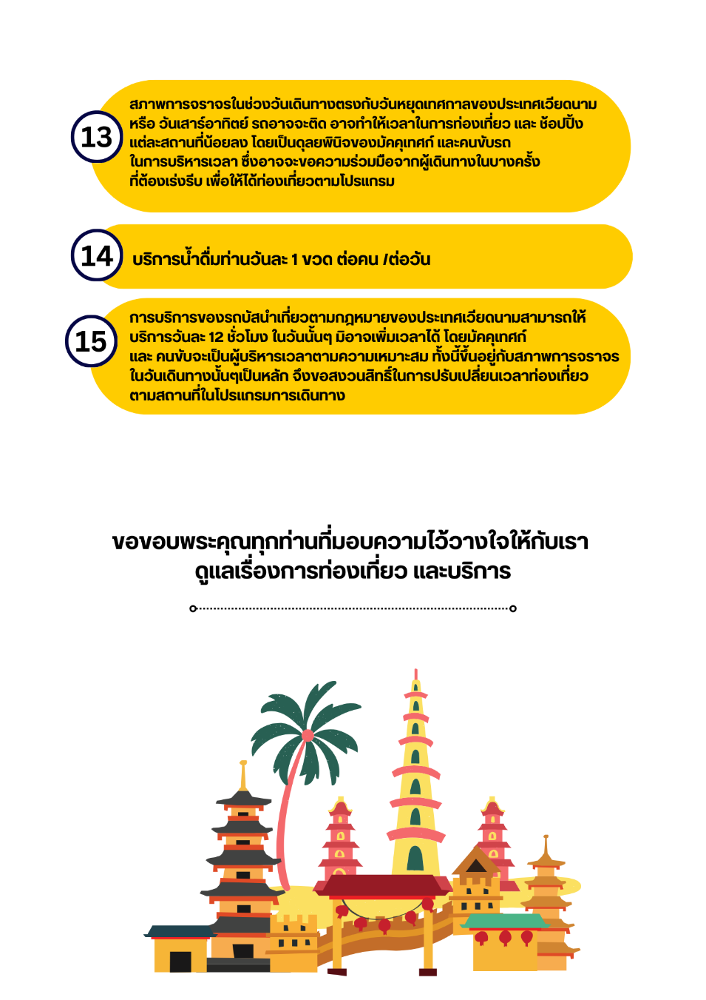 13
สภาพการจราจรในช่วงวันเดินทางตรงกับวันหยุดเทศกาลของประเทศเวียดนาม
หรือ วันเสาร์อาทิตย์ รถอาจจะติด อาจทำให้เวลาในการท่องเที่ยว และ ช้อปปิ้ง
แต่ละสถานที่น้อยลง โดยเป็นดุลยพินิจของมัคคุเทศก์ และคนขับรถ
ในการบริหารเวลา ซึ่งอาจจะขอความร่วมมือจากผู้เดินทางในบางครั้ง
ที่ต้องเร่งรีบ เพื่อให้ได้ท่องเที่ยวตามโปรแกรม
14
บริการน้ำดื่มท่านวันละ 1 ขวด ต่อคน /ต่อวัน
15
การบริการของรถบัสนำเที่ยวตามกฎหมายของประเทศเวียดนามสามารถให้
บริการวันละ 12 ชั่วโมง ในวันนั้นๆ มิอาจเพิ่มเวลาได้ โดยมัคคุเทศก์
และ คนขับจะเป็นผู้บริหารเวลาตามความเหมาะสม ทั้งนี้ขึ้นอยู่กับสภาพการจราจร
ในวันเดินทางนั้นๆเป็นหลัก จึงขอสงวนสิทธิ์ในการปรับเปลี่ยนเวลาท่องเที่ยว
ตามสถานที่ในโปรแกรมการเดินทาง
ขอขอบพระคุณทุกท่านที่มอบความไว้วางใจให้กับเรา
ดูแลเรื่องการท่องเที่ยว และบริการ